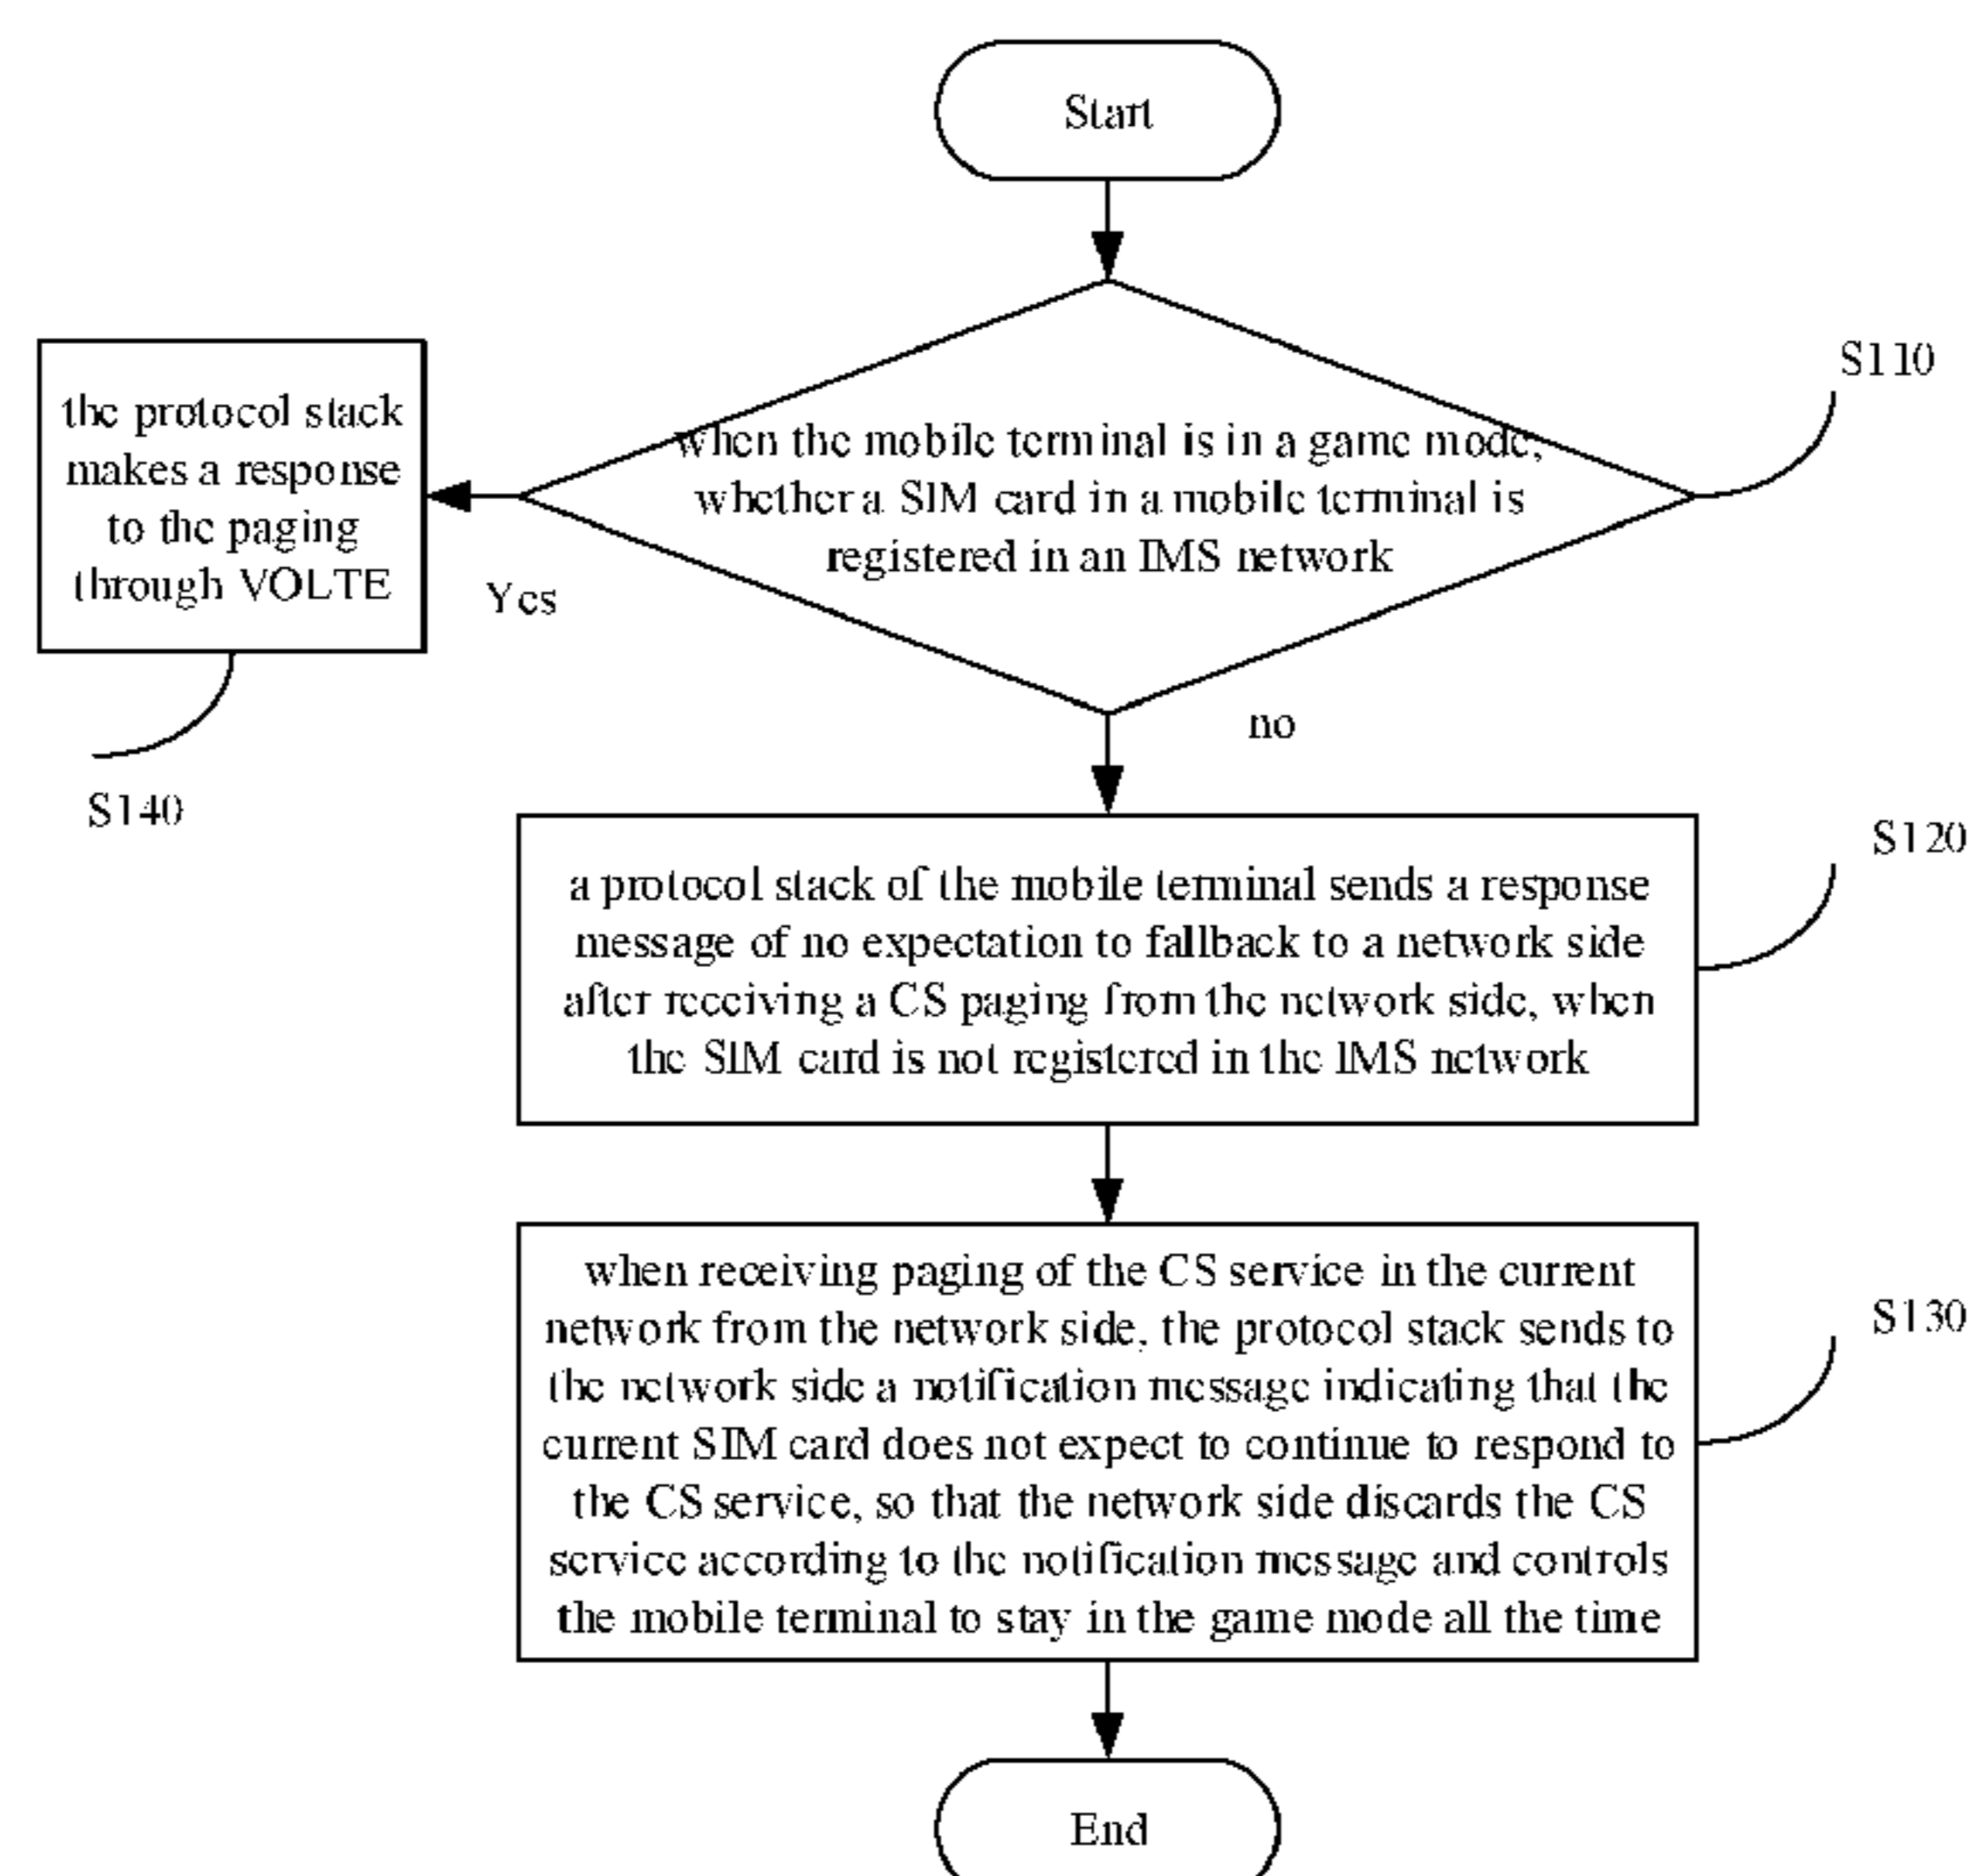 Start
S110
when the mobile terminal is in a game mode,
whether a SIM card in a mobile terminal is
registered in an IMS network
the protocol stack
makes a response
to the paging
through VOLTE
Yes
no
S140
S120
a protocol stack of the mobile terminal sends a response
message of no expectation to fallback to a network side
after receiving a CS paging from the network side, when
the SIM card is not registered in the IMS network
S130
when receiving paging of the CS service in the current
network from the network side, the protocol stack sends to
the network side a notification message indicating that the
current SIM card does not expect to continue to respond to
the CS service, so that the network side discards the CS
service according to the notification message and controls
the mobile terminal to stay in the game mode all the time
End